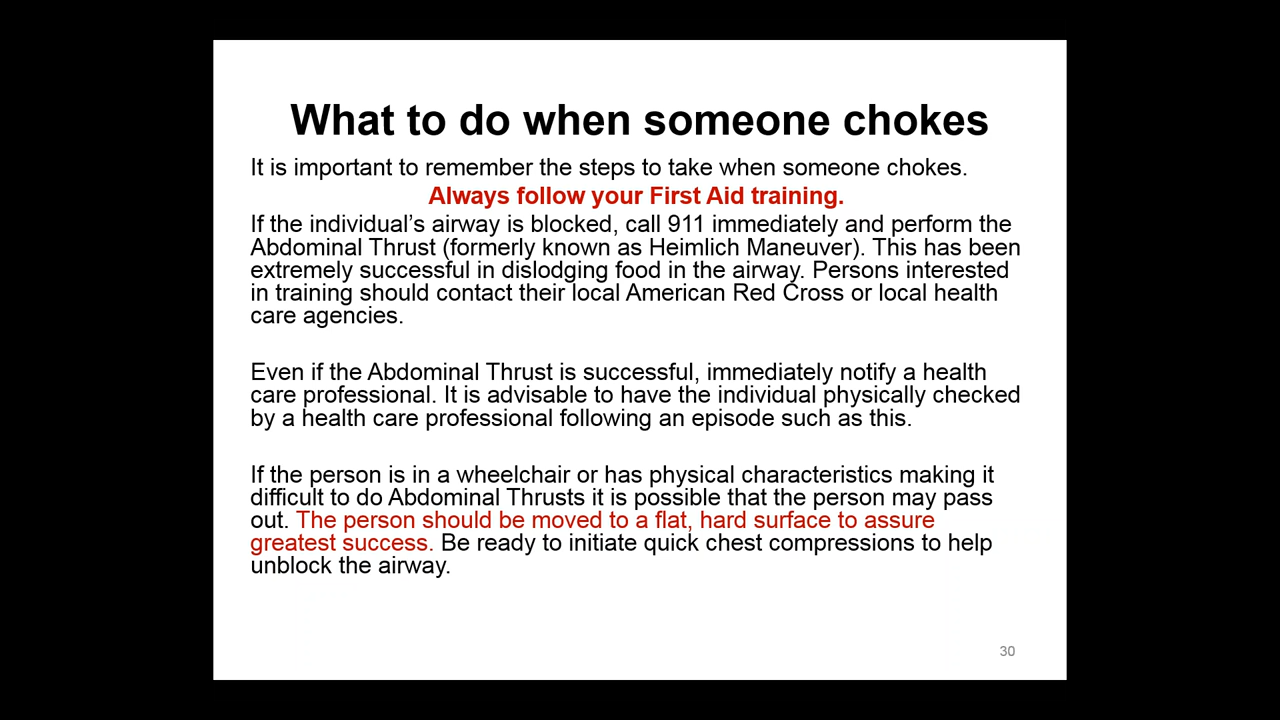 What to do when someone chokes
It is important to remember the steps to take when someone chokes.
Always follow your First Aid training.
If the individual’s airway is blocked, call 911 immediately and perform the
Abdominal Thrust (formerly known as Heimlich Maneuver). This has been
extremely successful in dislodging food in the airway. Persons interested
in training should contact their local American Red Cross or local health
care agencies.
Even if the Abdominal Thrust is successful, immediately notify a health
care professional. It is advisable to have the individual physically checked
by a health care professional following an episode such as this.
If the person is in a wheelchair or has physical characteristics making it
difficult to do Abdominal Thrusts it is possible that the person may pass
out. The person should be moved to a flat, hard surface to assure
greatest success. Be ready to initiate quick chest compressions to help
unblock the airway.
30